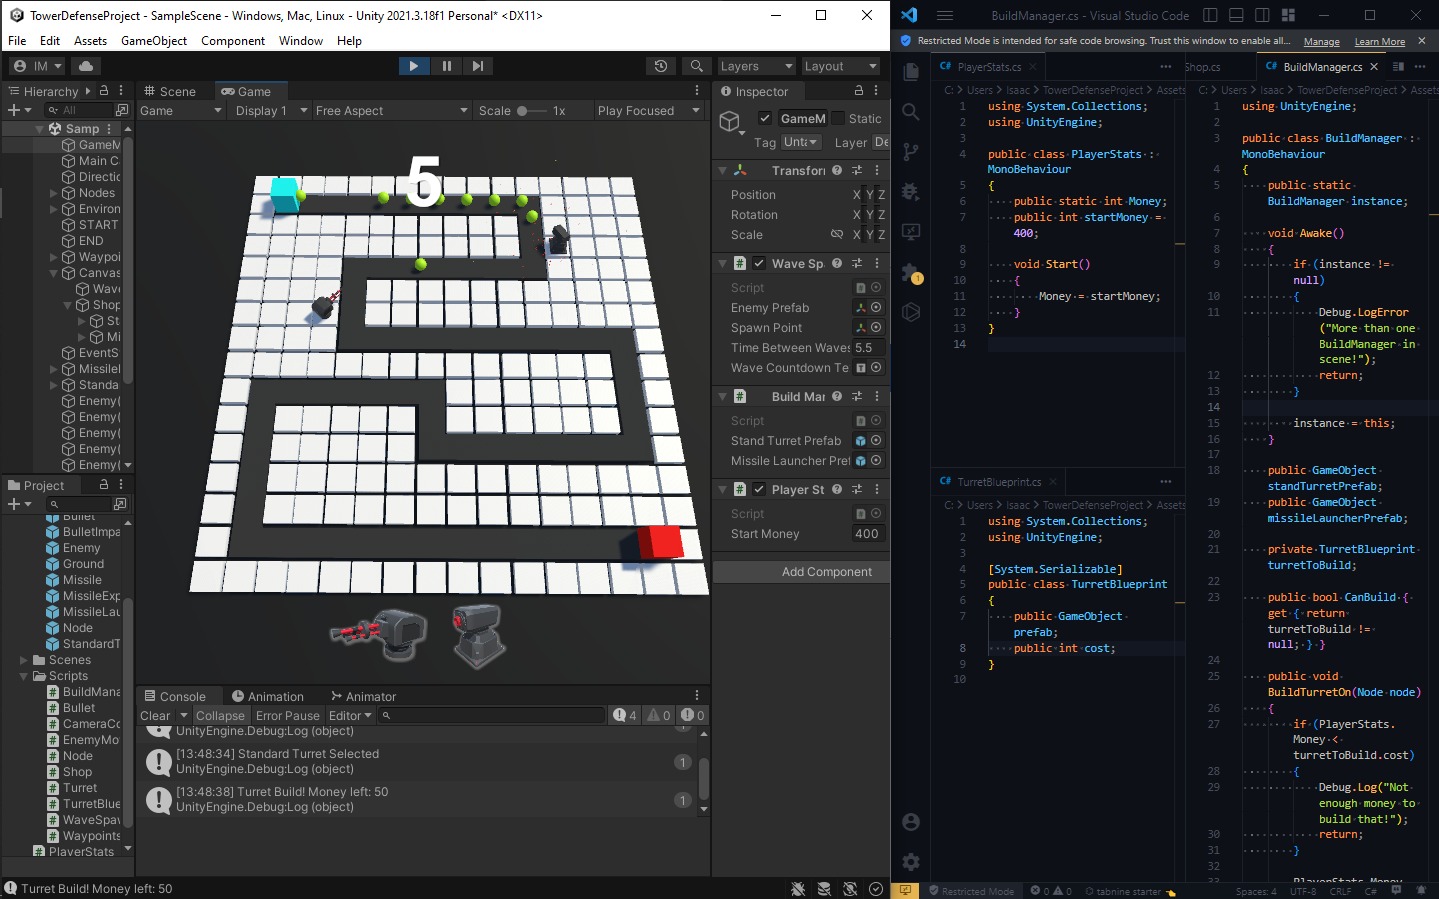 TowerDefenseProject - SampleScene - Windows, Mac, Linux - Unity 2021.3.18f1 Personal* <DX11>
File Edit Assets GameObject Component Window Help
IM
Layers Layout
Hierarchy
All
Samp
GameM
Main C
Directic
Nodes
Environ
START
END
Waypoi
Canvas
Wave
Shop
St
Mi
EventS
Missilel
Standa
Enemy(
Enemy(
Enemy(
Enemy(
Enemy(
Scene Game
Game Display 1 Free Aspect Scale 1x Play Focused
5
Inspector
GameM Static
Tag Unta Layer De
Transforr
Position X Y Z
Rotation X Y Z
Scale X Y Z
Wave Spa
Script
Enemy Prefab
Spawn Point
Time Between Waves 5.5
Wave Countdown Te
Build Mar
Script
Stand Turret Prefab
Missile Launcher Pref
Player St
Script
Start Money 400
Add Component
Project
Bullet
BulletImpa
Enemy
Ground
Missile
MissileExp
MissileLau
Node
StandardT
Scenes
Scripts
BuildMana
Bullet
CameraCo
EnemyMo
Node
Shop
Turret
TurretBlue
WaveSpav
Waypoints
PlayerStats
Console Animation Animator
Clear Collapse Error Pause Editor 4 0 0
UnityEngine.Debug:Log (object)
[13:48:34] Standard Turret Selected
UnityEngine.Debug:Log (object) 1
[13:48:38] Turret Build! Money left: 50
UnityEngine.Debug:Log (object) 1
Turret Build! Money left: 50
BuildManager.cs - Visual Studio Code
Restricted Mode is intended for safe code browsing. Trust this window to enable all... Manage Learn More
PlayerStats.cs
C: > Users > Isaac > TowerDefenseProject > Assets
1 using System.Collections;
2 using UnityEngine;
3
4 public class PlayerStats :
MonoBehaviour
5 {
6 public static int Money;
7 public int startMoney =
400;
8
9 void Start()
10 {
11 Money = startMoney;
12 }
13 }
14
TurretBlueprint.cs
C: > Users > Isaac > TowerDefenseProject > Assets
1 using System.Collections;
2 using UnityEngine;
3
4 [System.Serializable]
5 public class TurretBlueprint
6 {
7 public GameObject
prefab;
8 public int cost;
9 }
10
Shop.cs BuildManager.cs
C: > Users > Isaac > TowerDefenseProject > Assets
1 using UnityEngine;
2
3 public class BuildManager :
MonoBehaviour
4 {
5 public static
BuildManager instance;
6
7 void Awake()
8 {
9 if (instance !=
null)
10 {
11 Debug.LogError
("More than one
BuildManager in
scene!");
12 return;
13 }
14
15 instance = this;
16 }
17
18 public GameObject
standTurretPrefab;
19 public GameObject
missileLauncherPrefab;
20
21 private TurretBlueprint
turretToBuild;
22
23 public bool CanBuild {
get { return
turretToBuild !=
null; } }
24
25 public void
BuildTurretOn(Node node)
26 {
27 if (PlayerStats.
Money <
turretToBuild.cost)
28 {
29 Debug.Log("Not
enough money to
build that!");
30 return;
31 }
32
33 PlayerStats.Money
1
Restricted Mode 0 0 tabnine starter Spaces: 4 UTF-8 CRLF C#